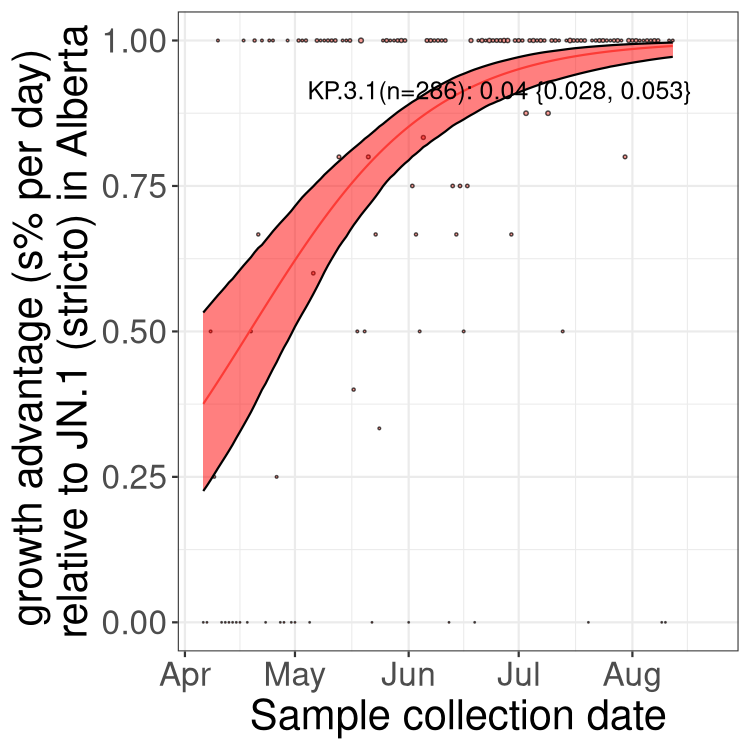 growth advantage (s% per day)
relative to JN.1 (stricto) in Alberta
1.00
0.75
0.50
0.25
0.00
KP.3.1(n=286): 0.04 {0.028, 0.053}
Apr May Jun Jul Aug
Sample collection date